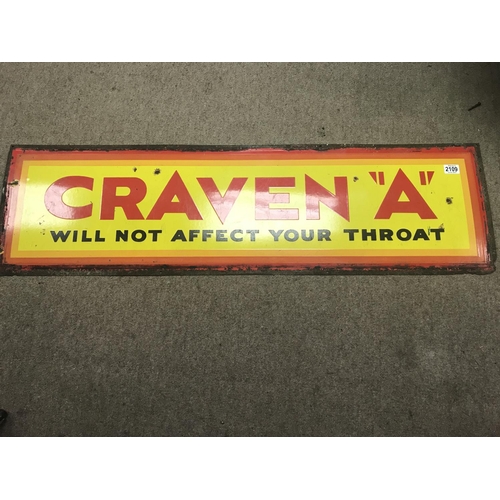 CRAVEN "A"
2109
WILL NOT AFFECT YOUR THROAT